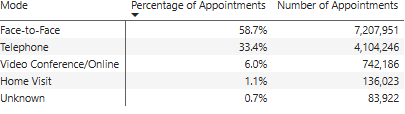 Mode Percentage of Appointments Number of Appointments
Face-to-Face 58.7% 7,207,951
Telephone 33.4% 4,104,246
Video Conference/Online 6.0% 742,186
Home Visit 1.1% 136,023
Unknown 0.7% 83,922